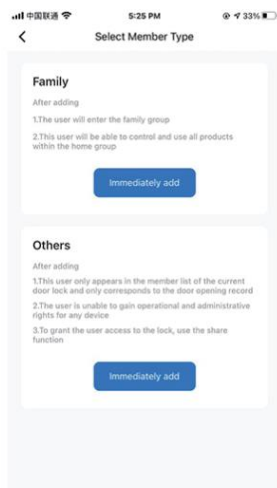 中国联通
5:25 PM
33%
Select Member Type
Family
After adding
1.The user will enter the family group
2.This user will be able to control and use all products
within the home group
Immediately add
Others
After adding
1.This user only appears in the member list of the current
door lock and only corresponds to the door opening record
2.The user is unable to gain operational and administrative
rights for any device
3.To grant the user access to the lock, use the share
function
Immediately add